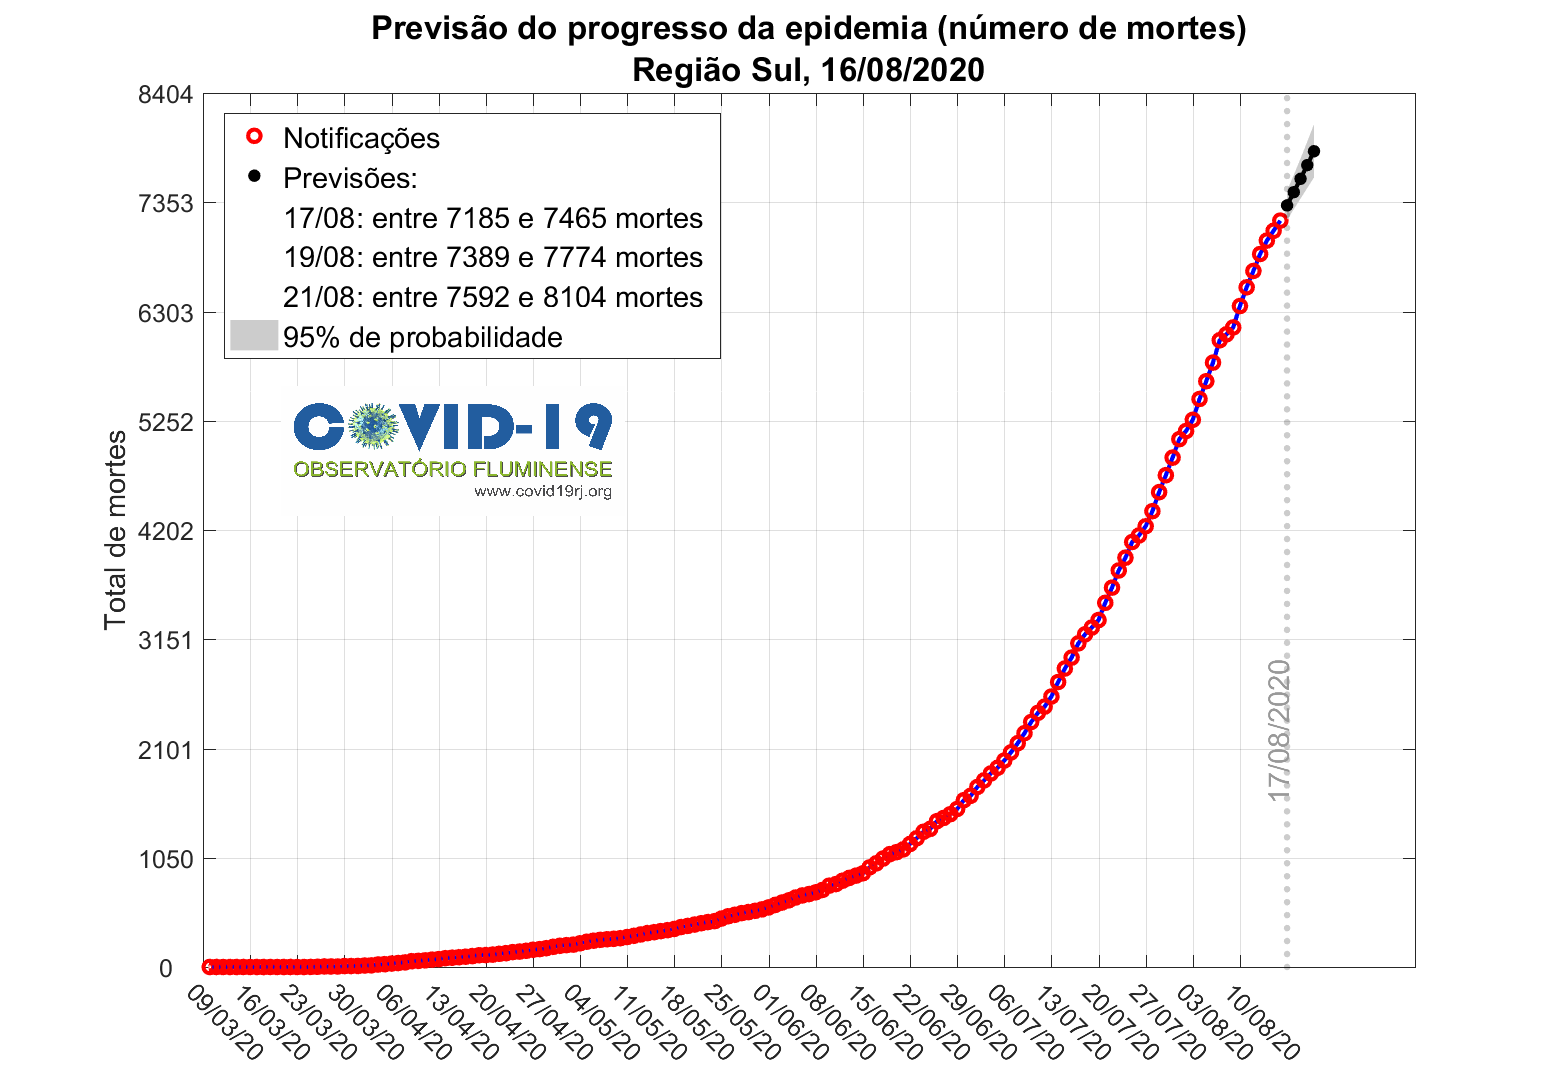 Previsão do progresso da epidemia (número de mortes)
Região Sul, 16/08/2020
8404
7353
6303
5252
4202
3151
2101
1050
0
Total de mortes
Notificações
Previsões:
17/08: entre 7185 e 7465 mortes
19/08: entre 7389 e 7774 mortes
21/08: entre 7592 e 8104 mortes
95% de probabilidade
COVID-19
OBSERVATÓRIO FLUMINENSE
www.covid19rj.org
17/08/2020
09/03/20
16/03/20
23/03/20
30/03/20
06/04/20
13/04/20
20/04/20
27/04/20
04/05/20
11/05/20
18/05/20
25/05/20
01/06/20
08/06/20
15/06/20
22/06/20
29/06/20
06/07/20
13/07/20
20/07/20
27/07/20
03/08/20
10/08/20